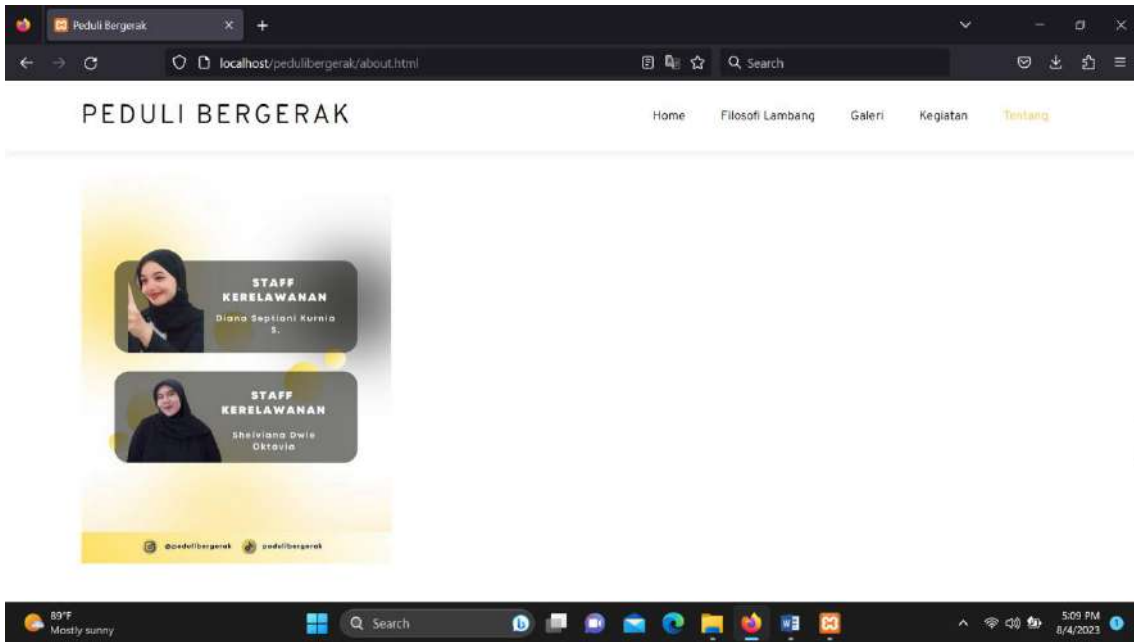 Peduli Bergerak
localhost/pedulibergerak/about.html
Search
PEDULI BERGERAK
Home Filosofi Lambang Galeri Kegiatan Tentang
STAFF
KERELAWANAN
Diana Septiani Kurnia
S.
STAFF
KERELAWANAN
Shelviana Dwie
Oktavia
@pedulibergerak pedulibergerak
89°F
Mostly sunny
Search
5:09 PM
8/4/2023